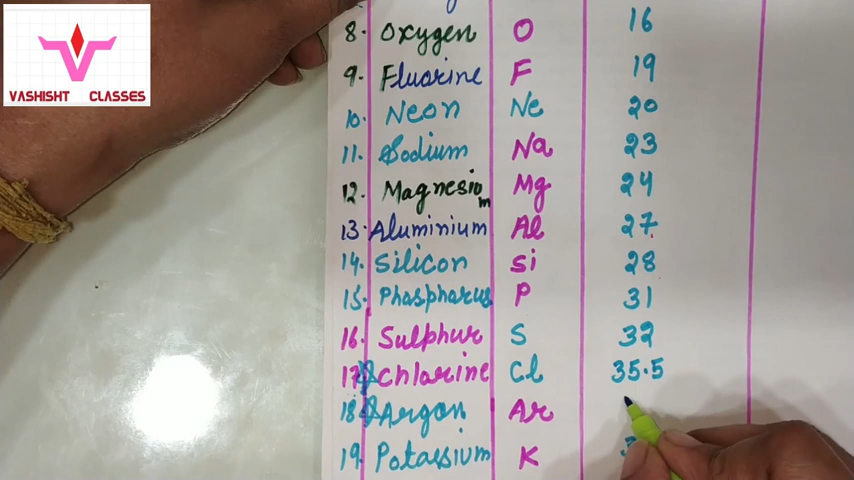 VASHISHT CLASSES
8. Oxygen O 16
9. Fluorine F 19
10. Neon Ne 20
11. Sodium Na 23
12. Magnesium Mg 24
13. Aluminium Al 27
14. Silicon Si 28
15. Phaspharus P 31
16. Sulphur S 32
17. Chlorine Cl 35.5
18. Argon Ar
19. Potassium K